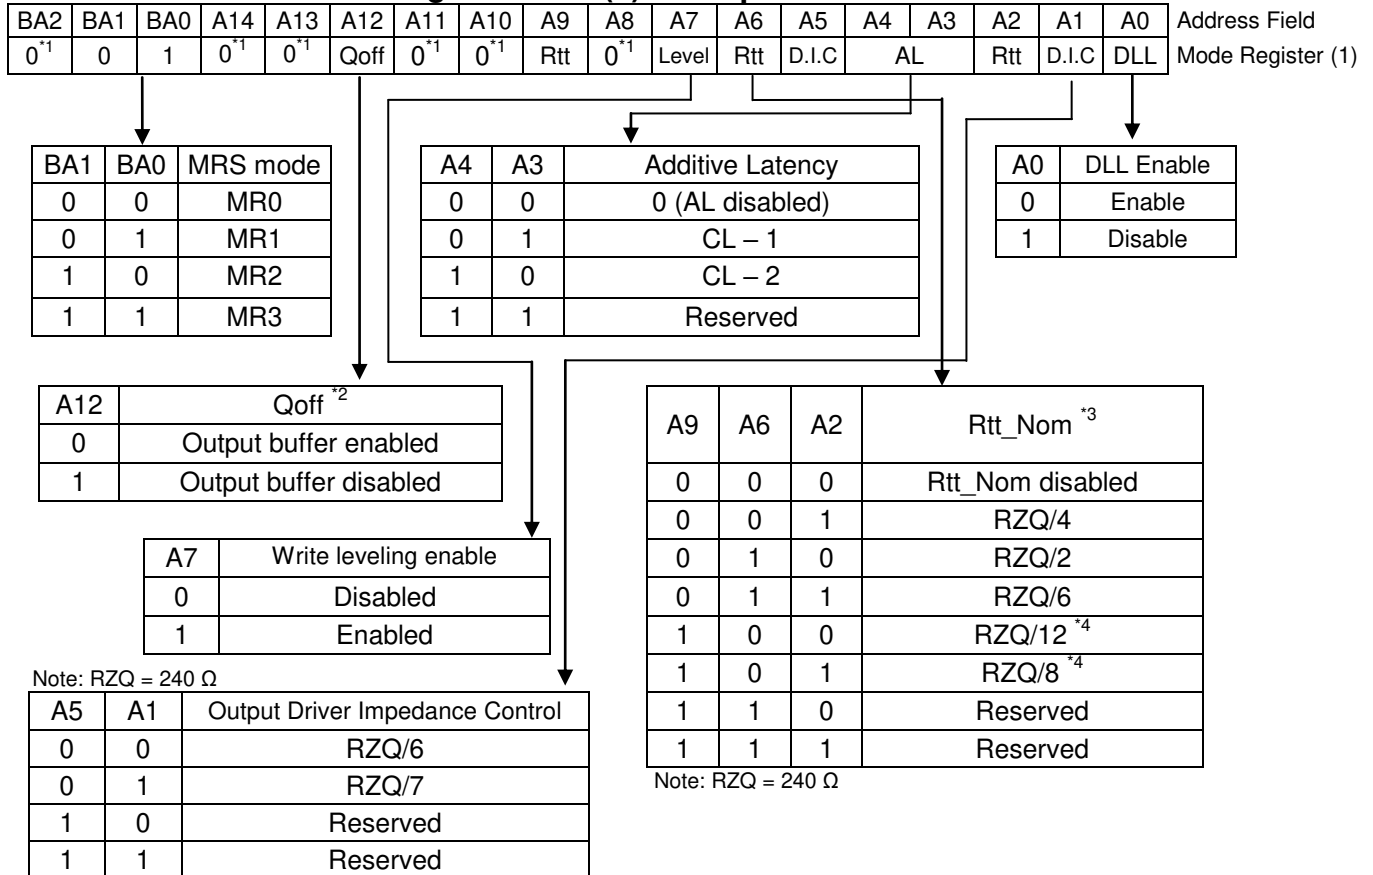 BA2 BA1 BA0 A14 A13 A12 A11 A10 A9 A8 A7 A6 A5 A4 A3 A2 A1 A0 Address Field
0*1 0 1 0*1 0*1 Qoff 0*1 0*1 Rtt 0*1 Level Rtt D.I.C AL Rtt D.I.C DLL Mode Register (1)
BA1 BA0 MRS mode
0 0 MR0
0 1 MR1
1 0 MR2
1 1 MR3
A4 A3 Additive Latency
0 0 0 (AL disabled)
0 1 CL – 1
1 0 CL – 2
1 1 Reserved
A0 DLL Enable
0 Enable
1 Disable
A12 Qoff *2
0 Output buffer enabled
1 Output buffer disabled
A7 Write leveling enable
0 Disabled
1 Enabled
Note: RZQ = 240 Ω
A5 A1 Output Driver Impedance Control
0 0 RZQ/6
0 1 RZQ/7
1 0 Reserved
1 1 Reserved
A9 A6 A2 Rtt_Nom *3
0 0 0 Rtt_Nom disabled
0 0 1 RZQ/4
0 1 0 RZQ/2
0 1 1 RZQ/6
1 0 0 RZQ/12 *4
1 0 1 RZQ/8 *4
1 1 0 Reserved
1 1 1 Reserved
Note: RZQ = 240 Ω